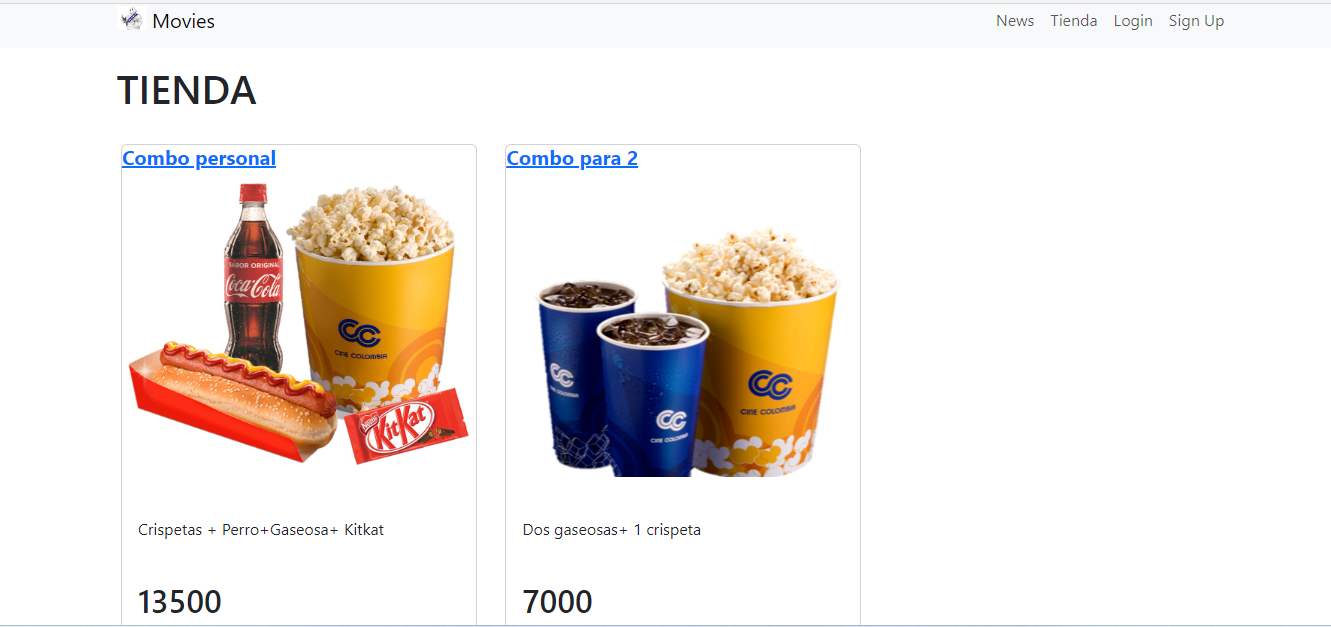 Movies
News Tienda Login Sign Up
TIENDA
Combo personal
SABOR ORIGINAL
Coca-Cola
CC
CINE COLOMBIA
Nestlé
KitKat
Crispetas + Perro+Gaseosa+ Kitkat
13500
Combo para 2
CC
CINE COLOMBIA
CC
CINE COLOMBIA
CC
CINE COLOMBIA
Dos gaseosas+ 1 crispeta
7000